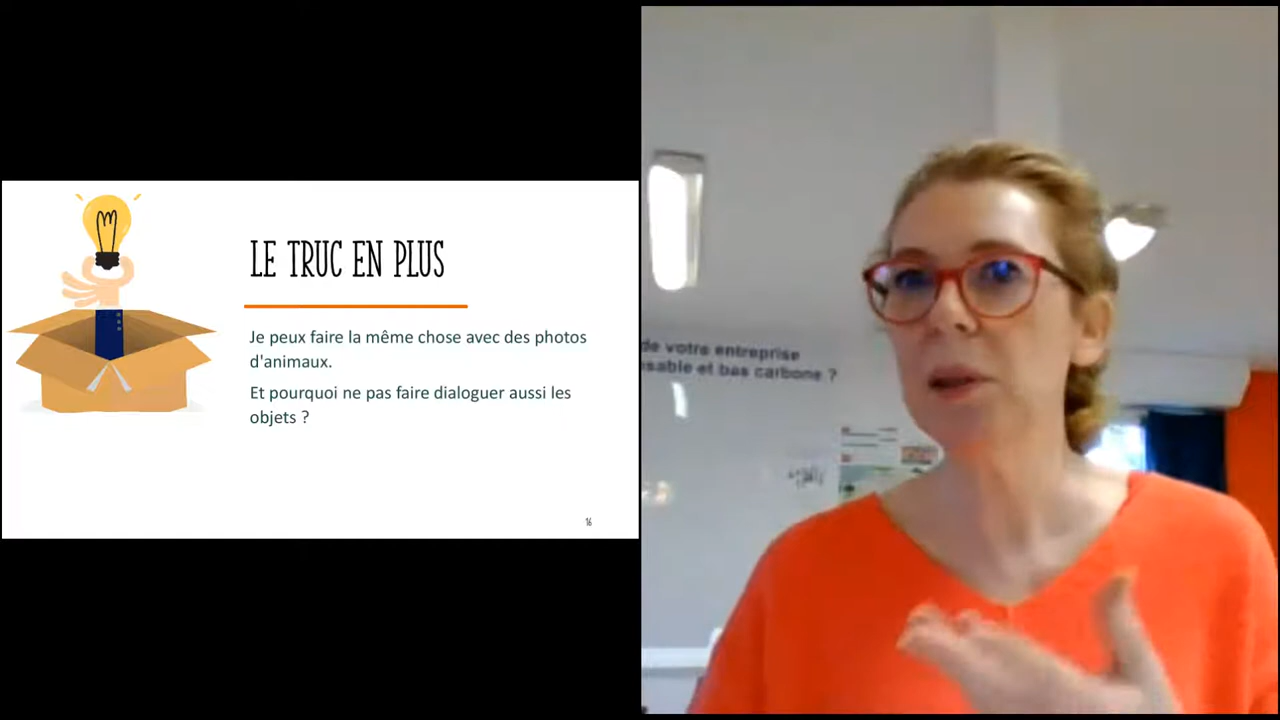 LE TRUC EN PLUS
Je peux faire la même chose avec des photos
d'animaux.
Et pourquoi ne pas faire dialoguer aussi les
objets ?
16
de votre entreprise
sable et bas carbone ?